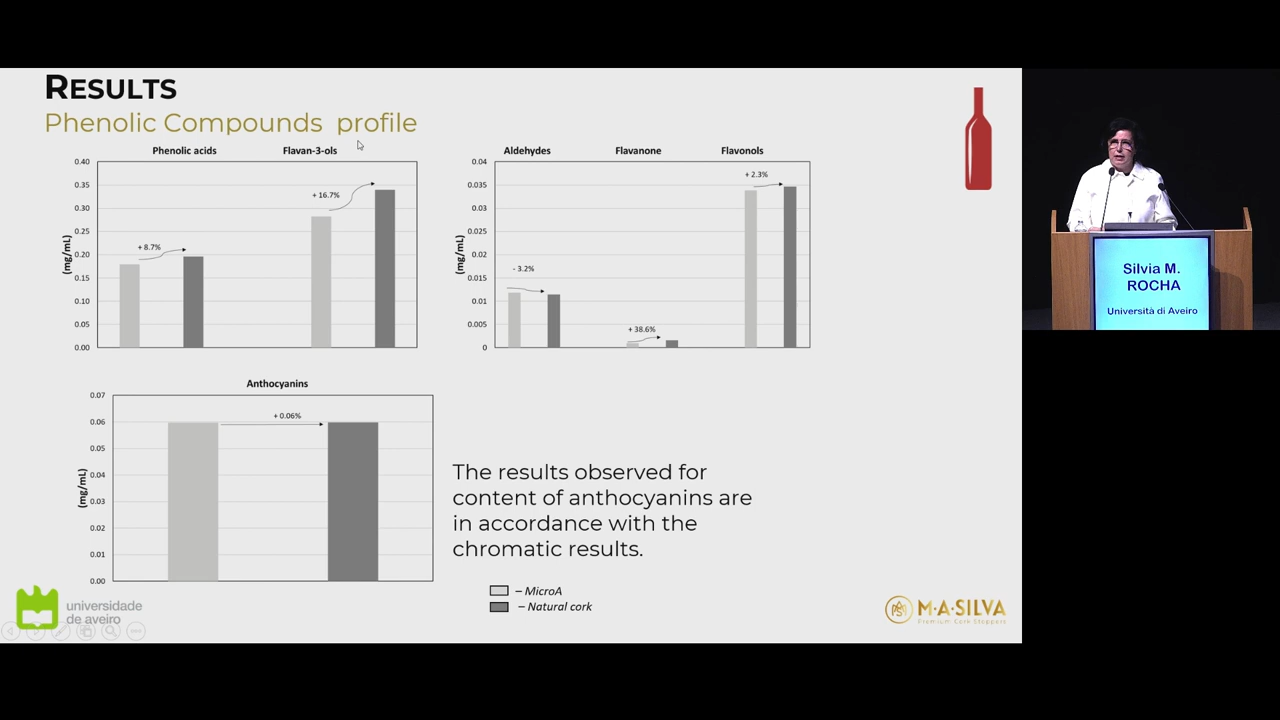 RESULTS
Phenolic Compounds profile
Phenolic acids
Flavan-3-ols
0.40
0.35
0.30
0.25
0.20
0.15
0.10
0.05
0.00
(mg/mL)
+ 8.7%
+ 16.7%
Aldehydes
Flavanone
Flavonols
0.04
0.035
0.03
0.025
0.02
0.015
0.01
0.005
0
(mg/mL)
- 3.2%
+ 38.6%
+ 2.3%
Anthocyanins
0.07
0.06
0.05
0.04
0.03
0.02
0.01
0.00
(mg/mL)
+ 0.06%
The results observed for
content of anthocyanins are
in accordance with the
chromatic results.
– MicroA
– Natural cork
universidade
de aveiro
M·A·SILVA
Premium Cork Stoppers
Silvia M.
ROCHA
Università di Aveiro